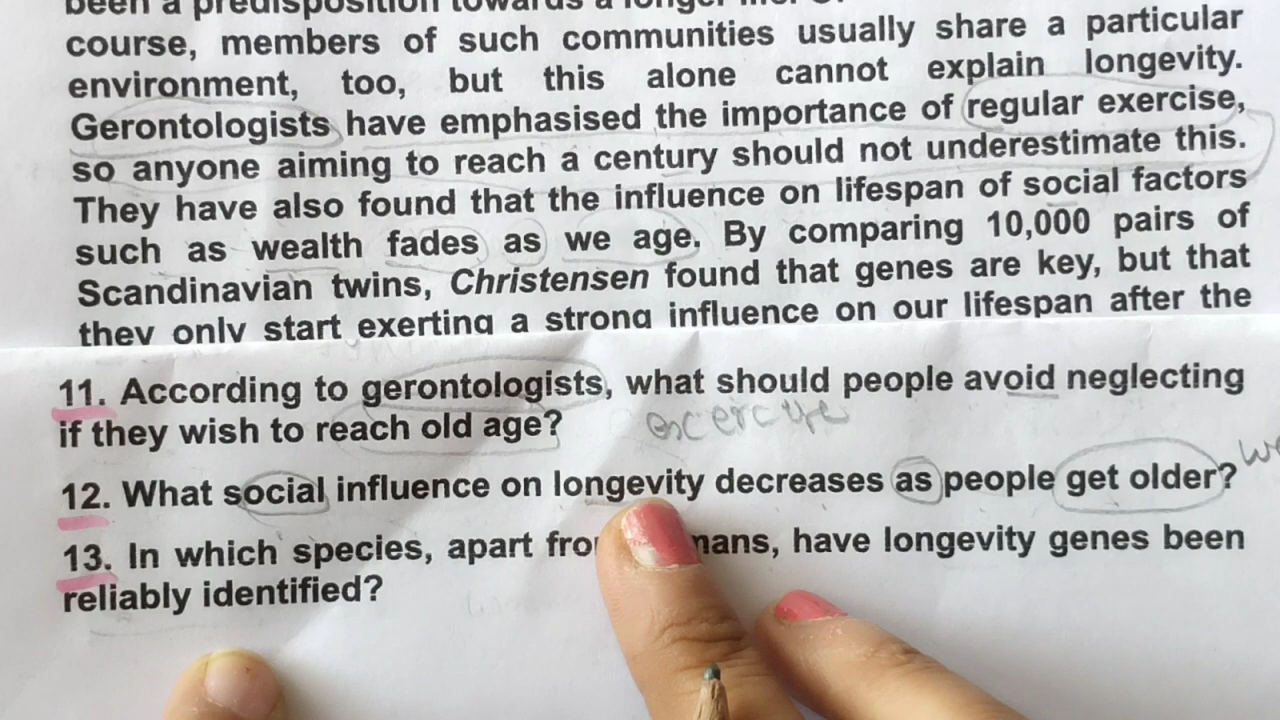 been a predisposition towards a longer life. Of
course, members of such communities usually share a particular
environment, too, but this alone cannot explain longevity.
Gerontologists have emphasised the importance of regular exercise,
so anyone aiming to reach a century should not underestimate this.
They have also found that the influence on lifespan of social factors
such as wealth fades as we age. By comparing 10,000 pairs of
Scandinavian twins, Christensen found that genes are key, but that
they only start exerting a strong influence on our lifespan after the
11. According to gerontologists, what should people avoid neglecting
if they wish to reach old age?
12. What social influence on longevity decreases as people get older?
13. In which species, apart from, have longevity genes been
reliably identified?